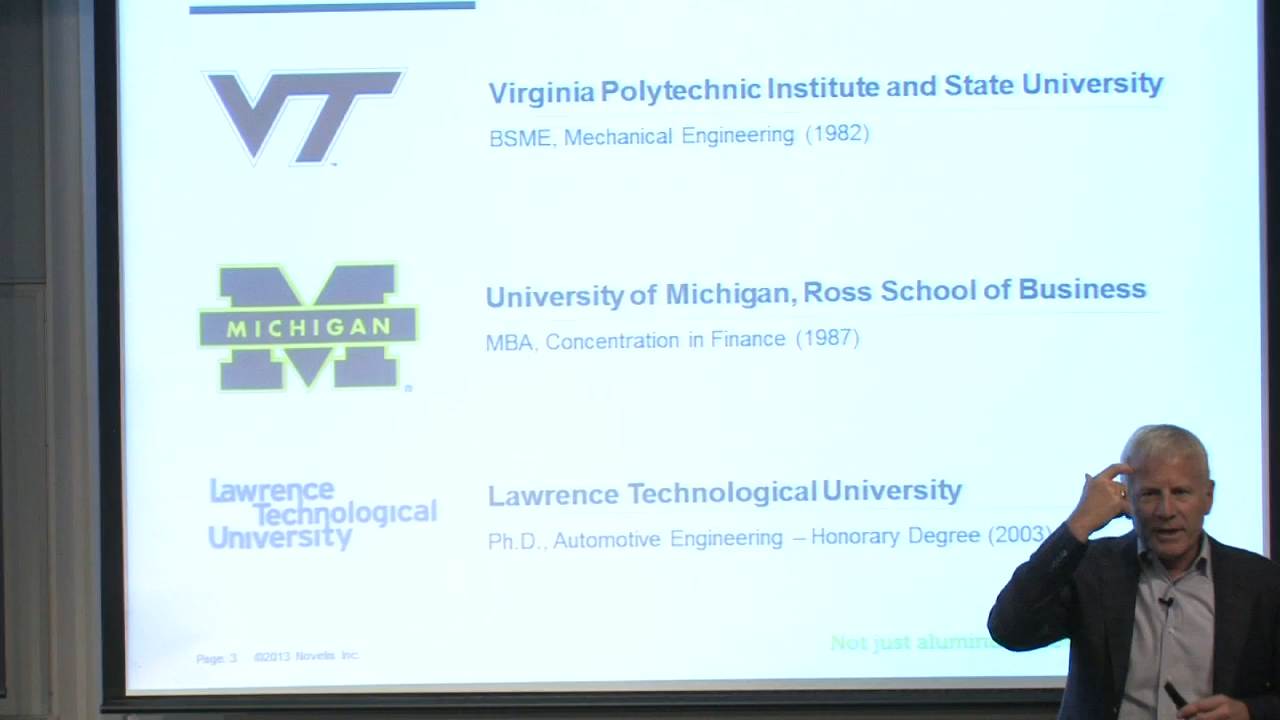 VT
Virginia Polytechnic Institute and State University
BSME, Mechanical Engineering (1982)
MICHIGAN
University of Michigan, Ross School of Business
MBA, Concentration in Finance (1987)
Lawrence
Technological
University
Lawrence Technological University
Ph.D., Automotive Engineering – Honorary Degree (2003)
Page 3 ©2013 Novelis Inc.
Not just